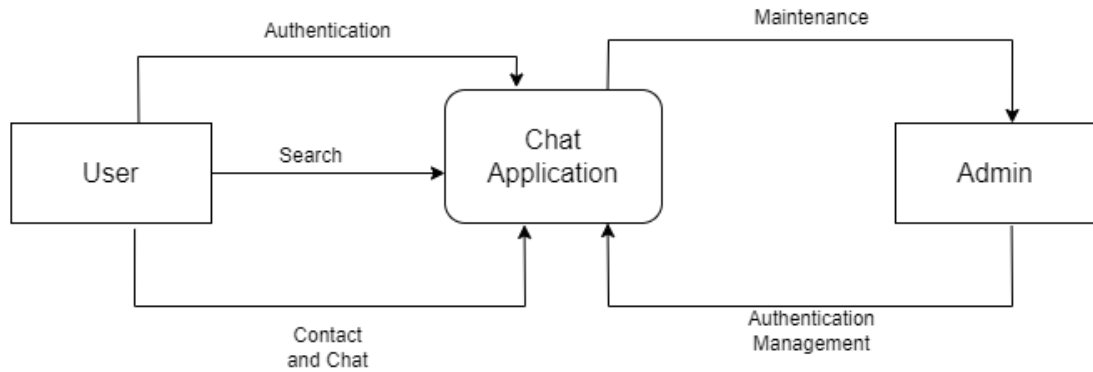 Authentication
Maintenance
User
Search
Chat
Application
Admin
Contact
and Chat
Authentication
Management